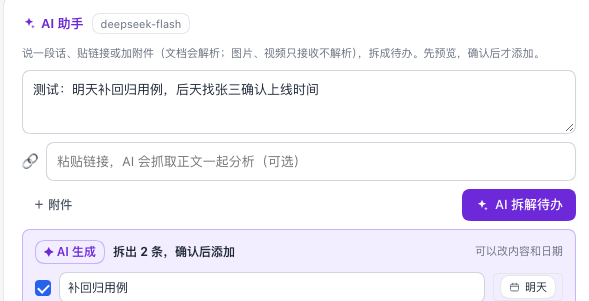 AI 助手 deepseek-flash
说一段话、贴链接或加附件（文档会解析；图片、视频只接收不解析），拆成待办。先预览，确认后才添加。
测试：明天补回归用例，后天找张三确认上线时间
粘贴链接，AI 会抓取正文一起分析（可选）
+ 附件 AI 拆解待办
AI 生成 拆出 2 条，确认后添加 可以改内容和日期
补回归用例 明天